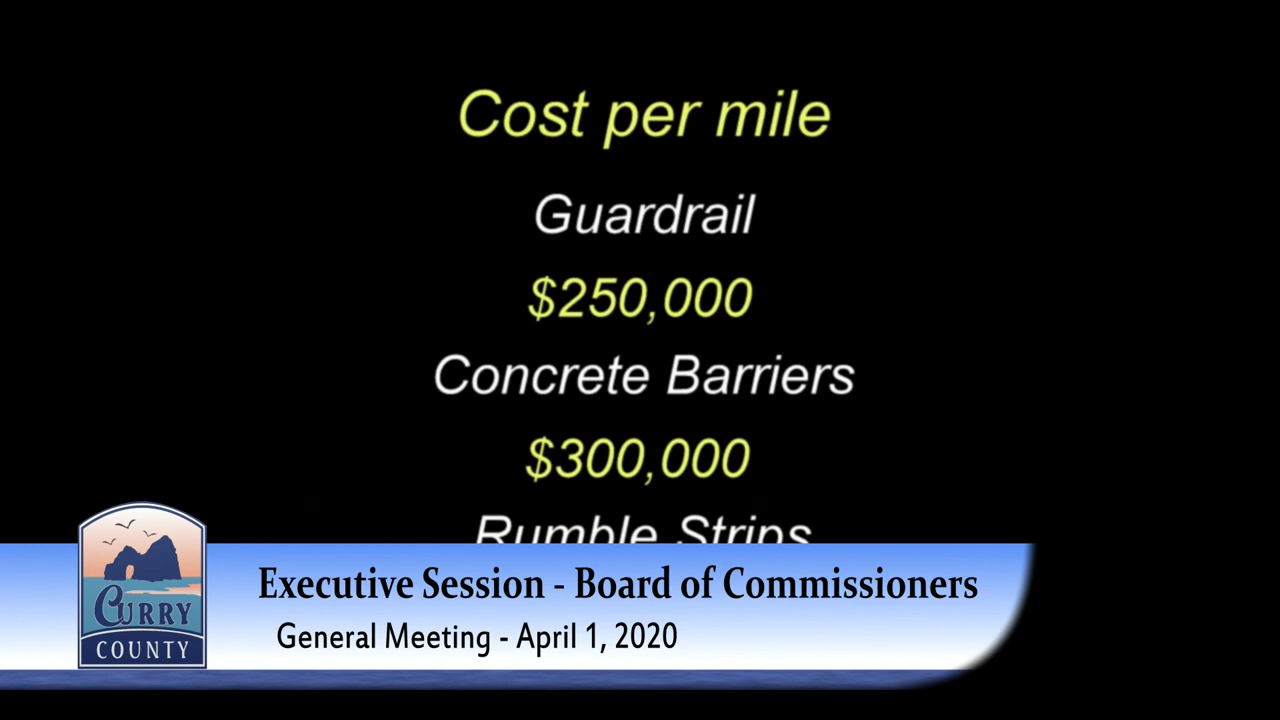 Cost per mile
Guardrail
$250,000
Concrete Barriers
$300,000
Rumble Strips
Executive Session - Board of Commissioners
General Meeting - April 1, 2020
CURRY
COUNTY